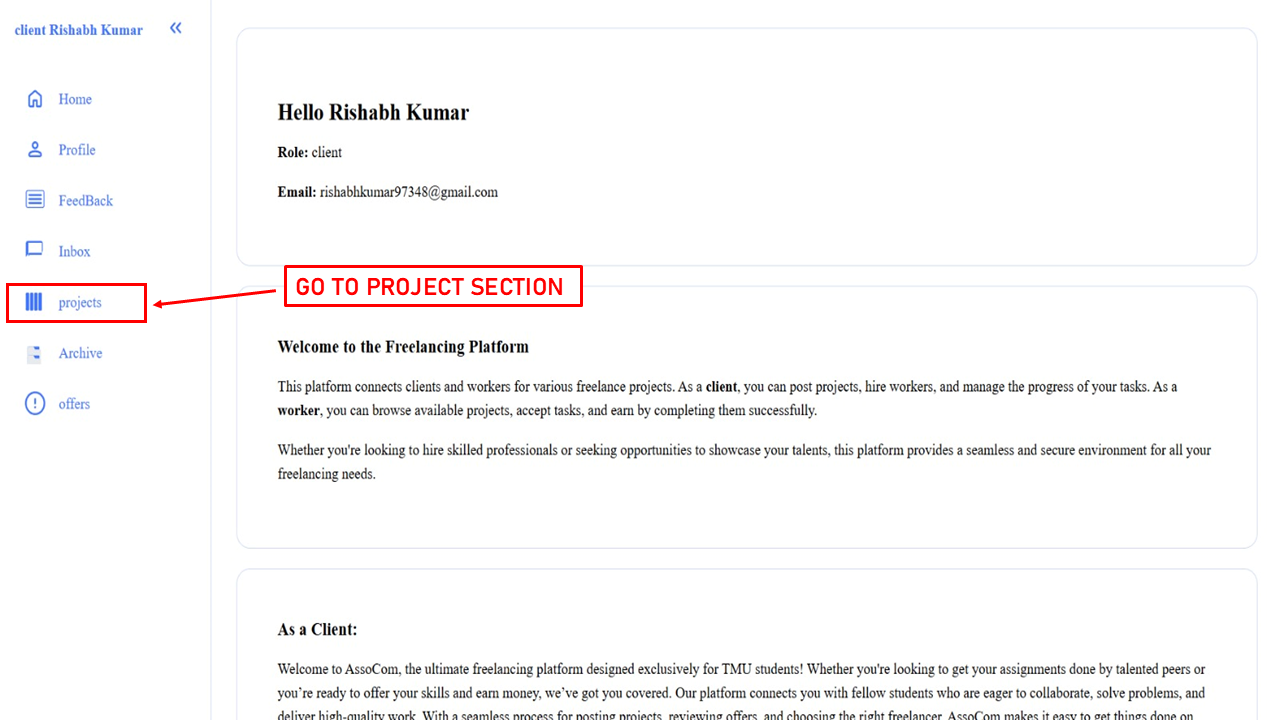 client Rishabh Kumar
Home
Profile
FeedBack
Inbox
projects
Archive
offers
Hello Rishabh Kumar
Role: client
Email: rishabhkumar97348@gmail.com
GO TO PROJECT SECTION
Welcome to the Freelancing Platform
This platform connects clients and workers for various freelance projects. As a client, you can post projects, hire workers, and manage the progress of your tasks. As a
worker, you can browse available projects, accept tasks, and earn by completing them successfully.
Whether you're looking to hire skilled professionals or seeking opportunities to showcase your talents, this platform provides a seamless and secure environment for all your
freelancing needs.
As a Client:
Welcome to AssoCom, the ultimate freelancing platform designed exclusively for TMU students! Whether you're looking to get your assignments done by talented peers or
you’re ready to offer your skills and earn money, we’ve got you covered. Our platform connects you with fellow students who are eager to collaborate, solve problems, and
deliver high-quality work. With a seamless process for posting projects, reviewing offers, and choosing the right freelancer, AssoCom makes it easy to get things done on